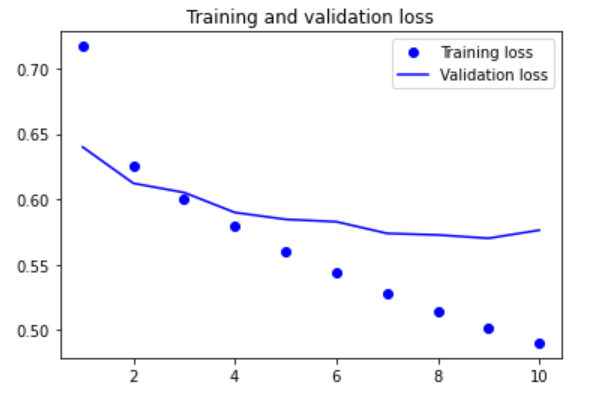 Training and validation loss
Training loss
Validation loss
0.70
0.65
0.60
0.55
0.50
2 4 6 8 10